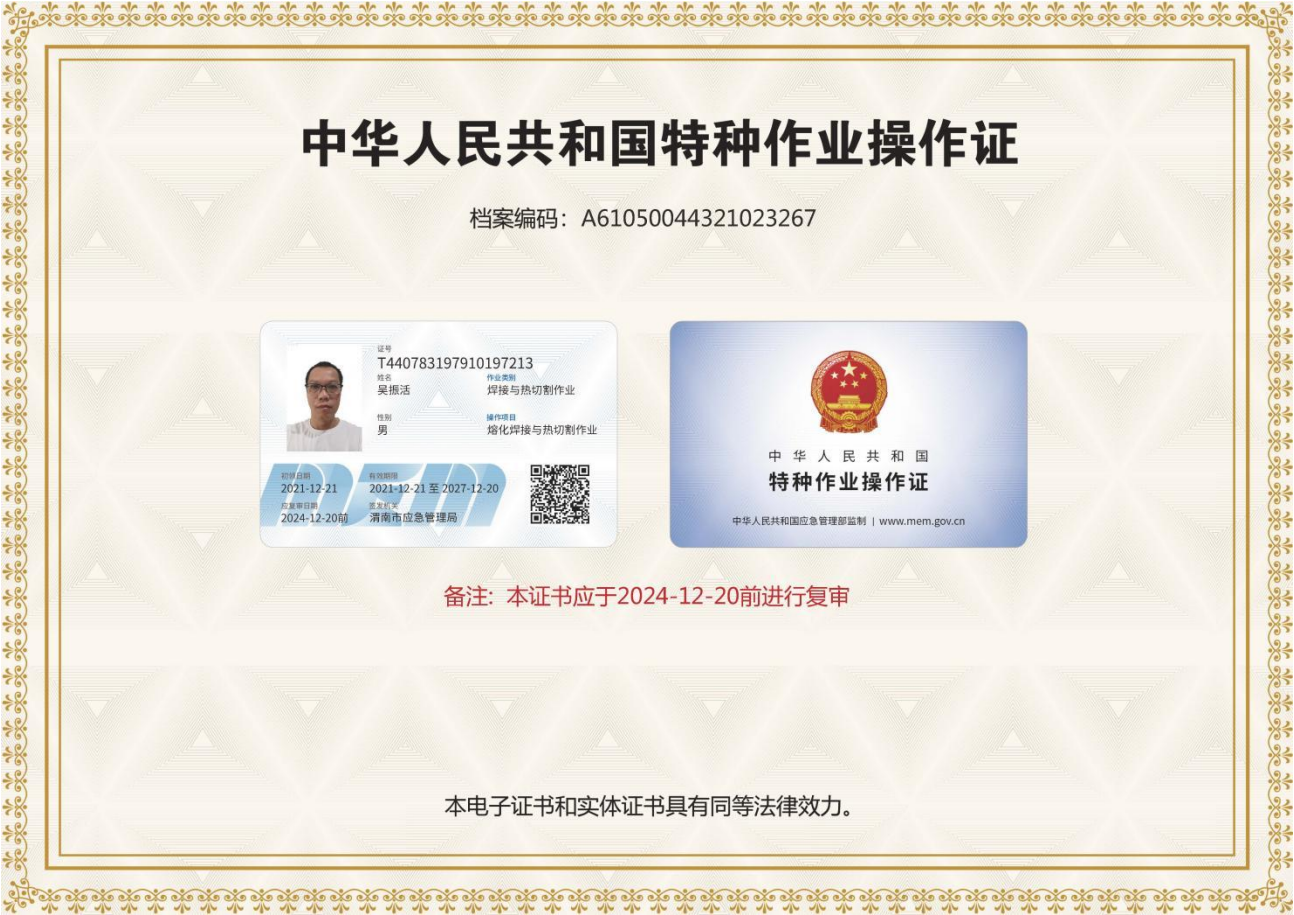 中华人民共和国特种作业操作证
档案编码：A61050044321023267
证号
T440783197910197213
姓名 作业类别
吴振活 焊接与热切割作业
性别 操作项目
男 熔化焊接与热切割作业
初领日期 有效期限
2021-12-21 2021-12-21 至 2027-12-20
应复审日期 签发机关
2024-12-20前 渭南市应急管理局
中华人民共和国
特种作业操作证
中华人民共和国应急管理部监制 | www.mem.gov.cn
备注: 本证书应于2024-12-20前进行复审
本电子证书和实体证书具有同等法律效力。